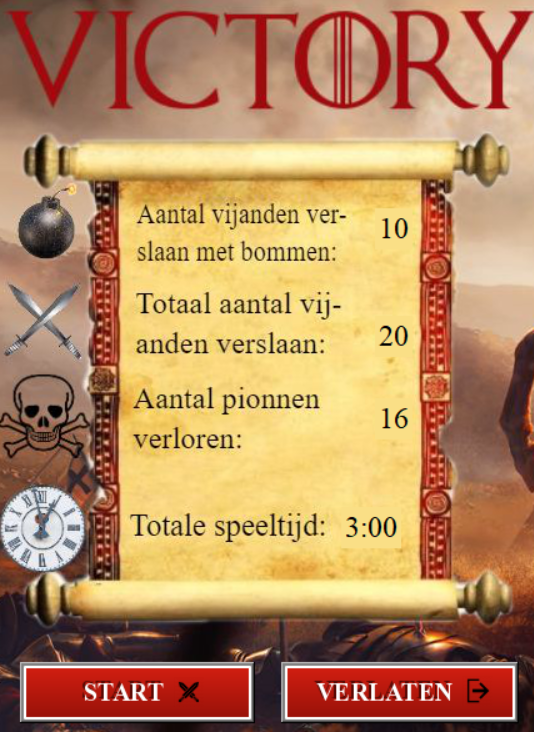 VICTORY
Aantal vijanden ver-
slaan met bommen: 10
Totaal aantal vij-
anden verslaan: 20
Aantal pionnen
verloren: 16
Totale speeltijd: 3:00
START VERLATEN